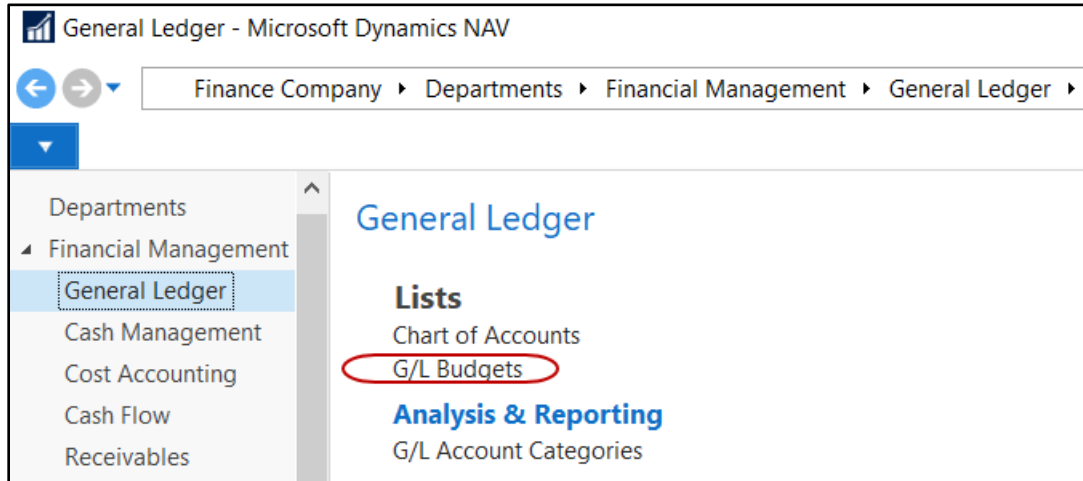 General Ledger - Microsoft Dynamics NAV
Finance Company ▸ Departments ▸ Financial Management ▸ General Ledger ▸
Departments
Financial Management
General Ledger
Cash Management
Cost Accounting
Cash Flow
Receivables
General Ledger
Lists
Chart of Accounts
G/L Budgets
Analysis & Reporting
G/L Account Categories